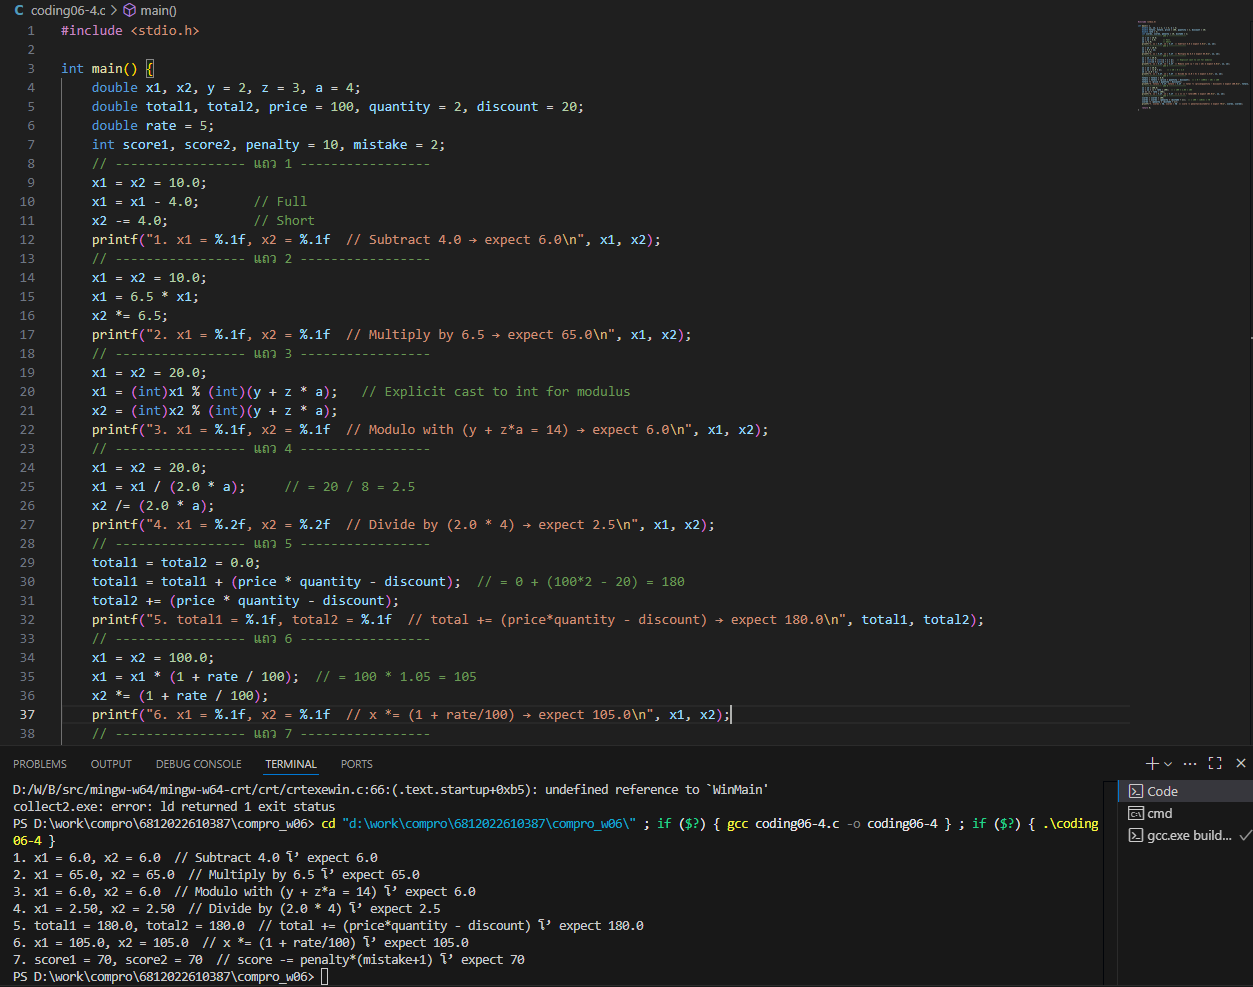 coding06-4.c > main()
1 #include <stdio.h>
2
3 int main() {
4 double x1, x2, y = 2, z = 3, a = 4;
5 double total1, total2, price = 100, quantity = 2, discount = 20;
6 double rate = 5;
7 int score1, score2, penalty = 10, mistake = 2;
8 // ----------------- แถว 1 -----------------
9 x1 = x2 = 10.0;
10 x1 = x1 - 4.0; // Full
11 x2 -= 4.0; // Short
12 printf("1. x1 = %.1f, x2 = %.1f // Subtract 4.0 → expect 6.0\n", x1, x2);
13 // ----------------- แถว 2 -----------------
14 x1 = x2 = 10.0;
15 x1 = 6.5 * x1;
16 x2 *= 6.5;
17 printf("2. x1 = %.1f, x2 = %.1f // Multiply by 6.5 → expect 65.0\n", x1, x2);
18 // ----------------- แถว 3 -----------------
19 x1 = x2 = 20.0;
20 x1 = (int)x1 % (int)(y + z * a); // Explicit cast to int for modulus
21 x2 = (int)x2 % (int)(y + z * a);
22 printf("3. x1 = %.1f, x2 = %.1f // Modulo with (y + z*a = 14) → expect 6.0\n", x1, x2);
23 // ----------------- แถว 4 -----------------
24 x1 = x2 = 20.0;
25 x1 = x1 / (2.0 * a); // = 20 / 8 = 2.5
26 x2 /= (2.0 * a);
27 printf("4. x1 = %.2f, x2 = %.2f // Divide by (2.0 * 4) → expect 2.5\n", x1, x2);
28 // ----------------- แถว 5 -----------------
29 total1 = total2 = 0.0;
30 total1 = total1 + (price * quantity - discount); // = 0 + (100*2 - 20) = 180
31 total2 += (price * quantity - discount);
32 printf("5. total1 = %.1f, total2 = %.1f // total += (price*quantity - discount) → expect 180.0\n", total1, total2);
33 // ----------------- แถว 6 -----------------
34 x1 = x2 = 100.0;
35 x1 = x1 * (1 + rate / 100); // = 100 * 1.05 = 105
36 x2 *= (1 + rate / 100);
37 printf("6. x1 = %.1f, x2 = %.1f // x *= (1 + rate/100) → expect 105.0\n", x1, x2);
38 // ----------------- แถว 7 -----------------
PROBLEMS OUTPUT DEBUG CONSOLE TERMINAL PORTS
D:/W/B/src/mingw-w64/mingw-w64-crt/crt/crtexewin.c:66:(.text.startup+0xb5): undefined reference to `WinMain'
collect2.exe: error: ld returned 1 exit status
PS D:\work\compro\6812022610387\compro_w06> cd "d:\work\compro\6812022610387\compro_w06\" ; if ($?) { gcc coding06-4.c -o coding06-4 } ; if ($?) { .\coding
06-4 }
1. x1 = 6.0, x2 = 6.0 // Subtract 4.0 โ’ expect 6.0
2. x1 = 65.0, x2 = 65.0 // Multiply by 6.5 โ’ expect 65.0
3. x1 = 6.0, x2 = 6.0 // Modulo with (y + z*a = 14) โ’ expect 6.0
4. x1 = 2.50, x2 = 2.50 // Divide by (2.0 * 4) โ’ expect 2.5
5. total1 = 180.0, total2 = 180.0 // total += (price*quantity - discount) โ’ expect 180.0
6. x1 = 105.0, x2 = 105.0 // x *= (1 + rate/100) โ’ expect 105.0
7. score1 = 70, score2 = 70 // score -= penalty*(mistake+1) โ’ expect 70
PS D:\work\compro\6812022610387\compro_w06>
Code
cmd
gcc.exe build...